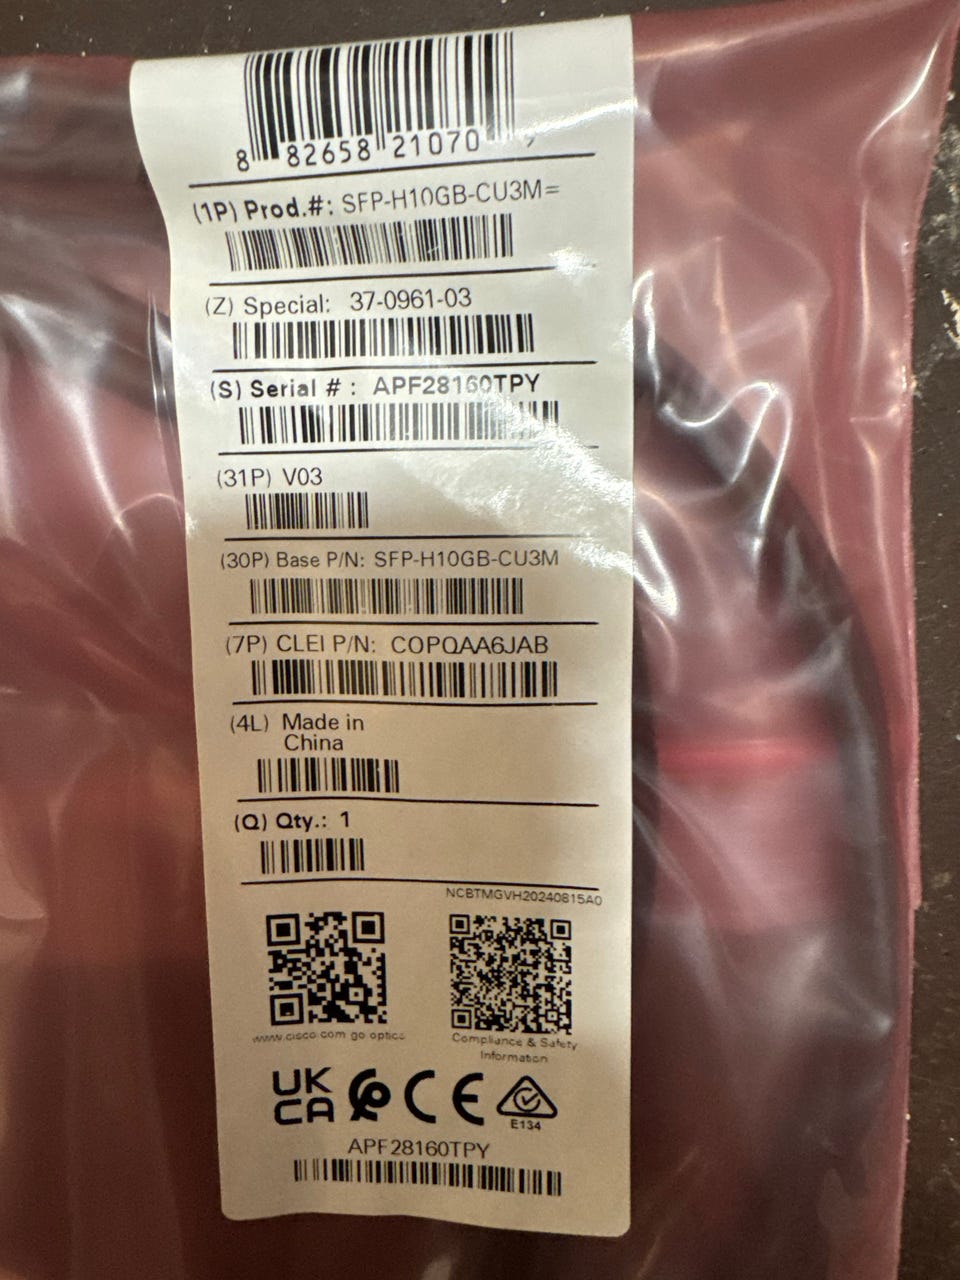 8 82658 21070
(1P) Prod.#: SFP-H10GB-CU3M=
(Z) Special: 37-0961-03
(S) Serial # : APF28160TPY
(31P) V03
(30P) Base P/N: SFP-H10GB-CU3M
(7P) CLEI P/N: COPQAA6JAB
(4L) Made in
China
(Q) Qty.: 1
NCBTMGVH20240815A0
www.cisco.com go optics
Compliance & Safety
Information
UK
CA
CE
E134
APF28160TPY